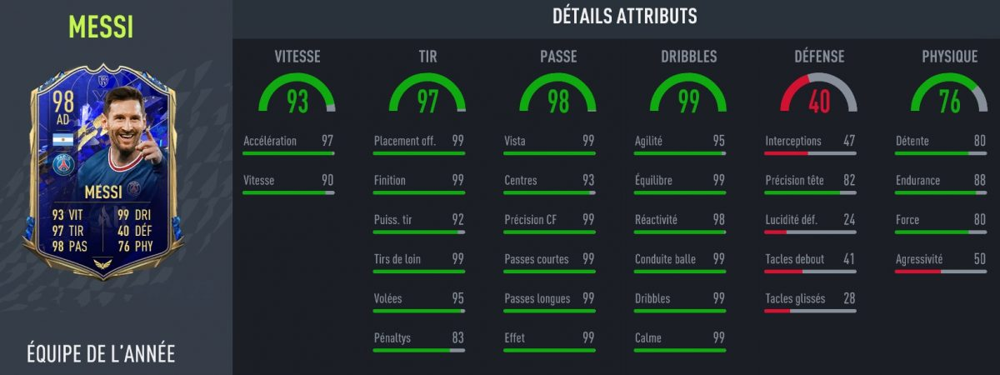 MESSI
98
AD
PARIS
MESSI
93 VIT 99 DRI
97 TIR 40 DÉF
98 PAS 76 PHY
ÉQUIPE DE L'ANNÉE
DÉTAILS ATTRIBUTS
VITESSE
93
Accélération 97
Vitesse 90
TIR
97
Placement off. 99
Finition 99
Puiss. tir 92
Tirs de loin 99
Volées 95
Pénaltys 83
PASSE
98
Vista 99
Centres 93
Précision CF 99
Passes courtes 99
Passes longues 99
Effet 99
DRIBBLES
99
Agilité 95
Équilibre 99
Réactivité 98
Conduite balle 99
Dribbles 99
Calme 99
DÉFENSE
40
Interceptions 47
Précision tête 82
Lucidité déf. 24
Tacles debout 41
Tacles glissés 28
PHYSIQUE
76
Détente 80
Endurance 88
Force 80
Agressivité 50